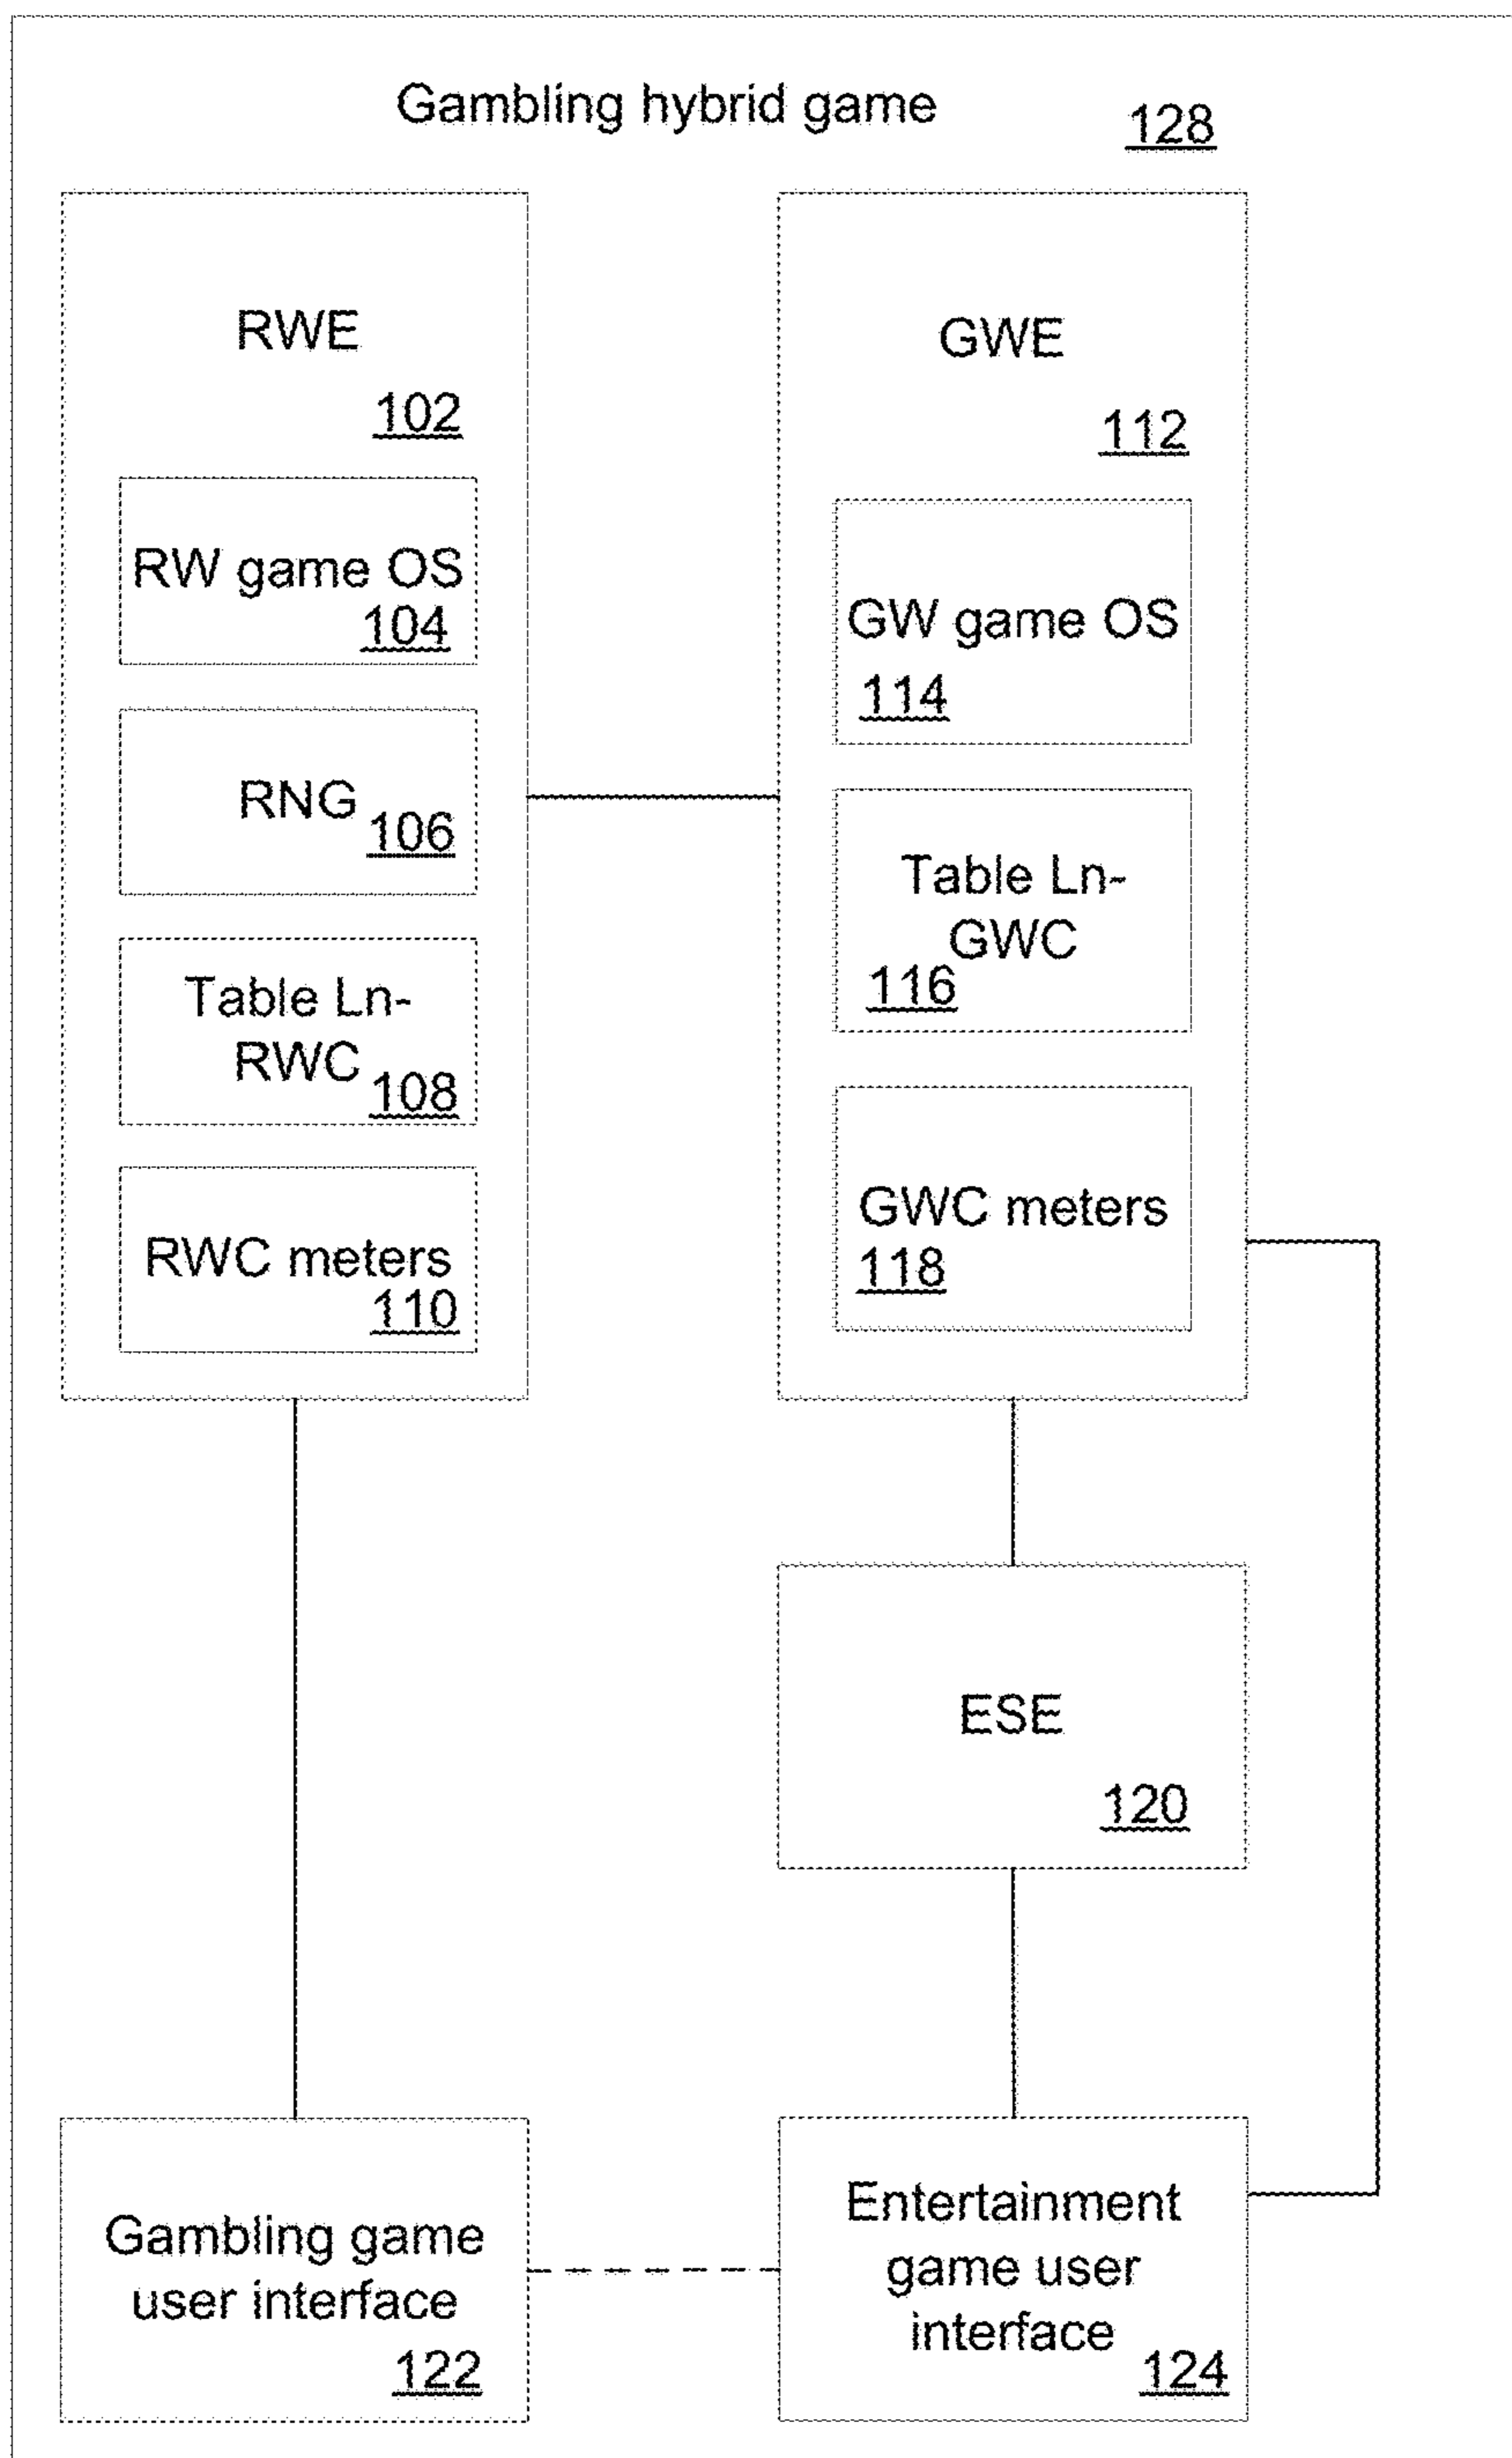 Gambling hybrid game
128
RWE
102
RW game OS
104
RNG
106
Table Ln-
RWC
108
RWC meters
110
GWE
112
GW game OS
114
Table Ln-
GWC
116
GWC meters
118
ESE
120
Gambling game
user interface
122
Entertainment
game user
interface
124